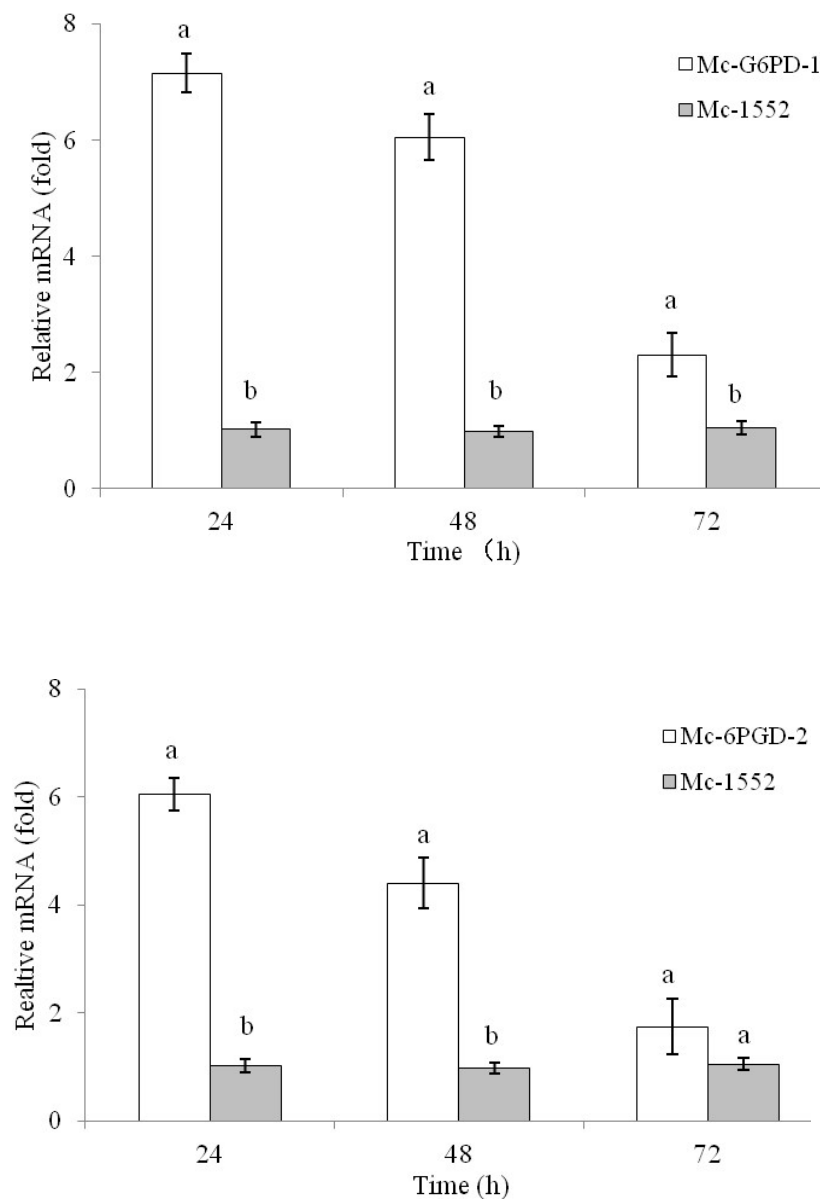 8
6
4
2
0
Relative mRNA (fold)
a
b
a
b
a
b
Mc-G6PD-1
Mc-1552
24
48
72
Time （h)
8
6
4
2
0
Realtive mRNA (fold)
a
b
a
b
a
a
Mc-6PGD-2
Mc-1552
24
48
72
Time (h)